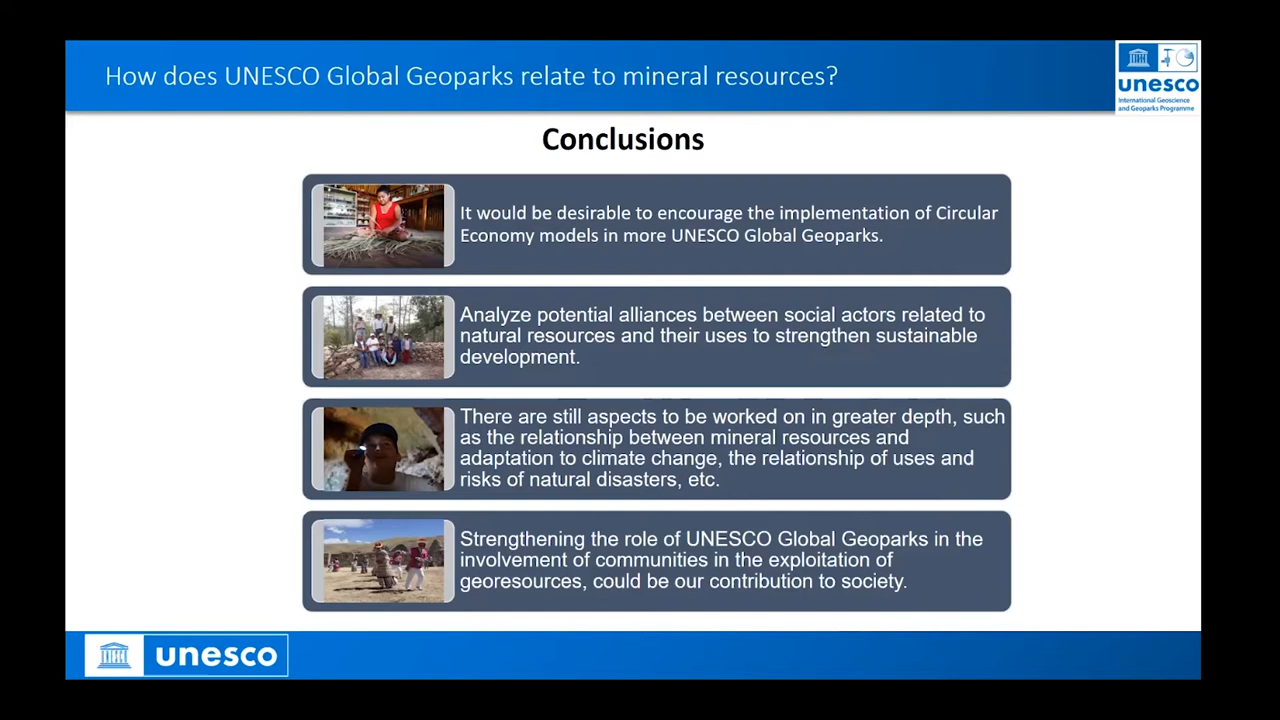 How does UNESCO Global Geoparks relate to mineral resources?
unesco
International Geoscience
and Geoparks Programme
Conclusions
It would be desirable to encourage the implementation of Circular
Economy models in more UNESCO Global Geoparks.
Analyze potential alliances between social actors related to
natural resources and their uses to strengthen sustainable
development.
There are still aspects to be worked on in greater depth, such
as the relationship between mineral resources and
adaptation to climate change, the relationship of uses and
risks of natural disasters, etc.
Strengthening the role of UNESCO Global Geoparks in the
involvement of communities in the exploitation of
georesources, could be our contribution to society.
unesco